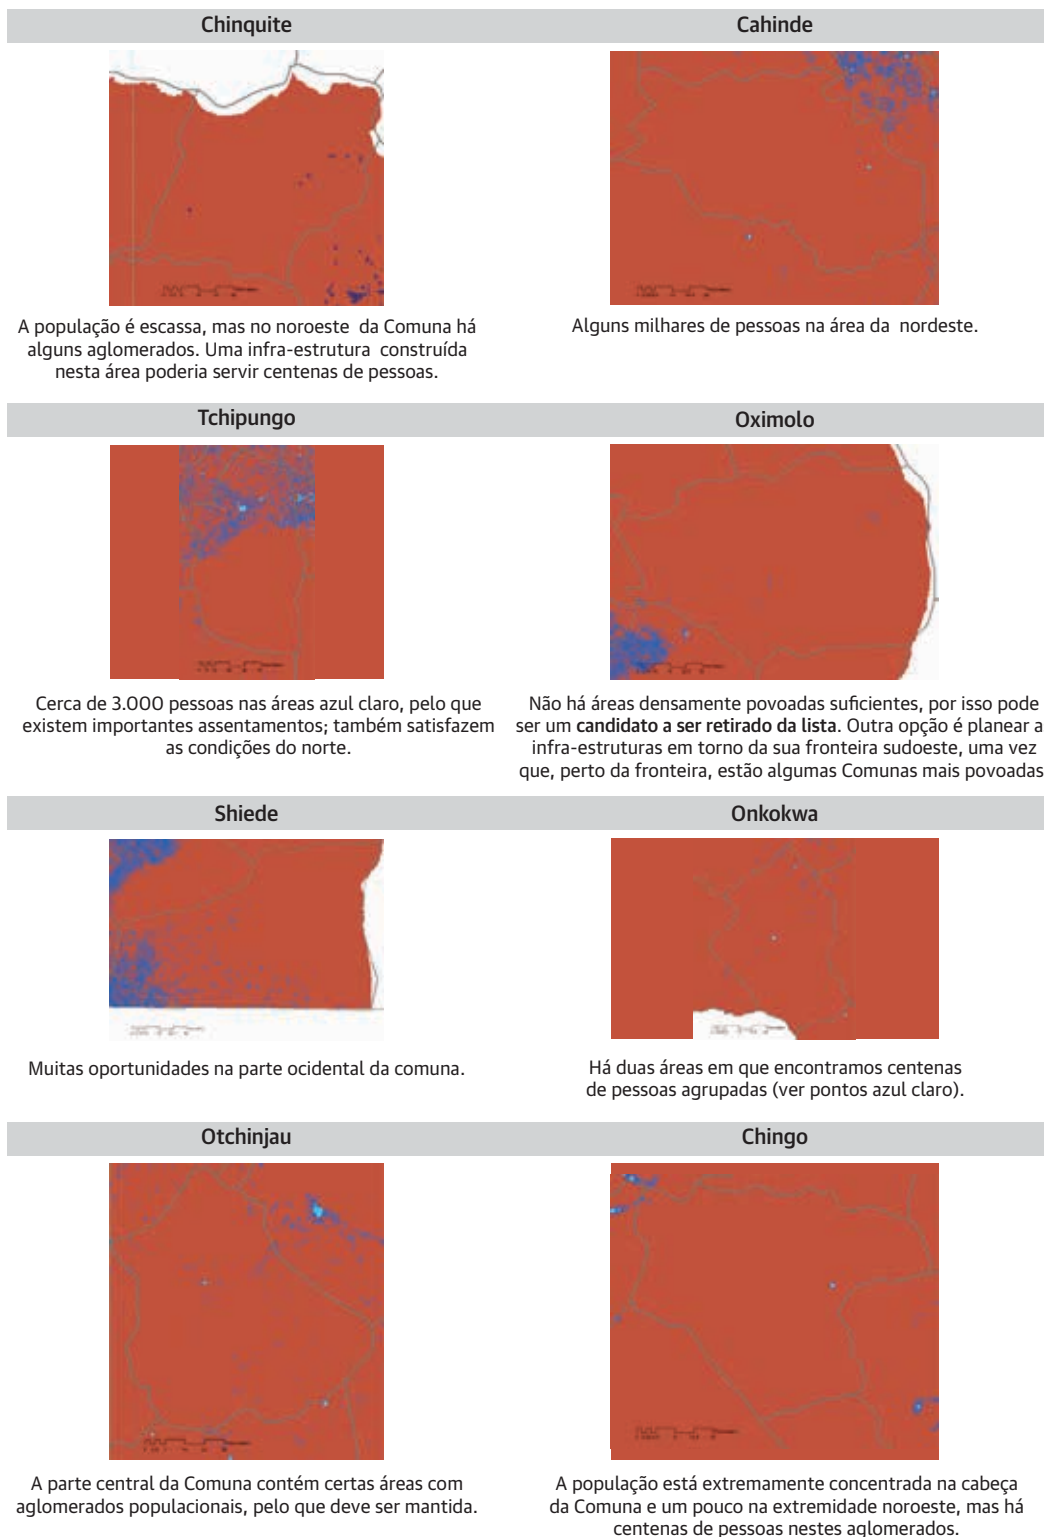 Chinquite
Cahinde
A população é escassa, mas no noroeste da Comuna há
alguns aglomerados. Uma infra-estrutura construída
nesta área poderia servir centenas de pessoas.
Alguns milhares de pessoas na área da nordeste.
Tchipungo
Oximolo
Cerca de 3.000 pessoas nas áreas azul claro, pelo que
existem importantes assentamentos; também satisfazem
as condições do norte.
Não há áreas densamente povoadas suficientes, por isso pode
ser um candidato a ser retirado da lista. Outra opção é planear a
infra-estruturas em torno da sua fronteira sudoeste, uma vez
que, perto da fronteira, estão algumas Comunas mais povoadas
Shiede
Onkokwa
Muitas oportunidades na parte ocidental da comuna.
Há duas áreas em que encontramos centenas
de pessoas agrupadas (ver pontos azul claro).
Otchinjau
Chingo
A parte central da Comuna contém certas áreas com
aglomerados populacionais, pelo que deve ser mantida.
A população está extremamente concentrada na cabeça
da Comuna e um pouco na extremidade noroeste, mas há
centenas de pessoas nestes aglomerados.